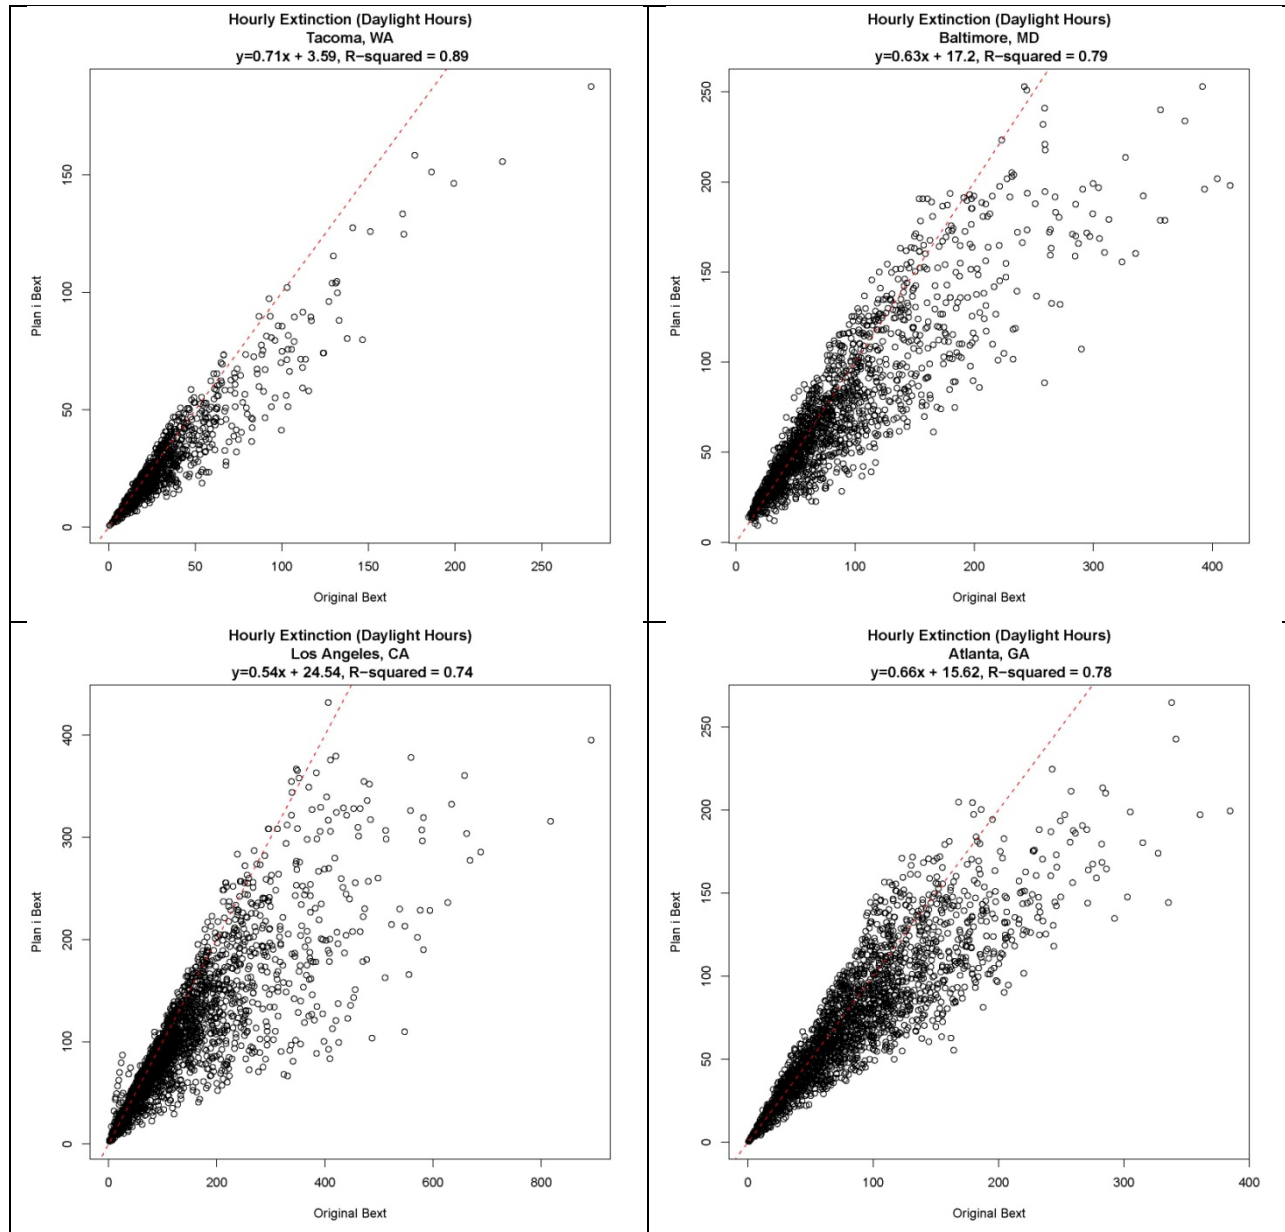 Hourly Extinction (Daylight Hours)
Tacoma, WA
y=0.71x + 3.59, R−squared = 0.89
Plan i Bext
150
100
50
0
0 50 100 150 200 250
Original Bext
Hourly Extinction (Daylight Hours)
Baltimore, MD
y=0.63x + 17.2, R−squared = 0.79
Plan i Bext
250
200
150
100
50
0
0 100 200 300 400
Original Bext
Hourly Extinction (Daylight Hours)
Los Angeles, CA
y=0.54x + 24.54, R−squared = 0.74
Plan i Bext
400
300
200
100
0
0 200 400 600 800
Original Bext
Hourly Extinction (Daylight Hours)
Atlanta, GA
y=0.66x + 15.62, R−squared = 0.78
Plan i Bext
250
200
150
100
50
0
0 100 200 300 400
Original Bext